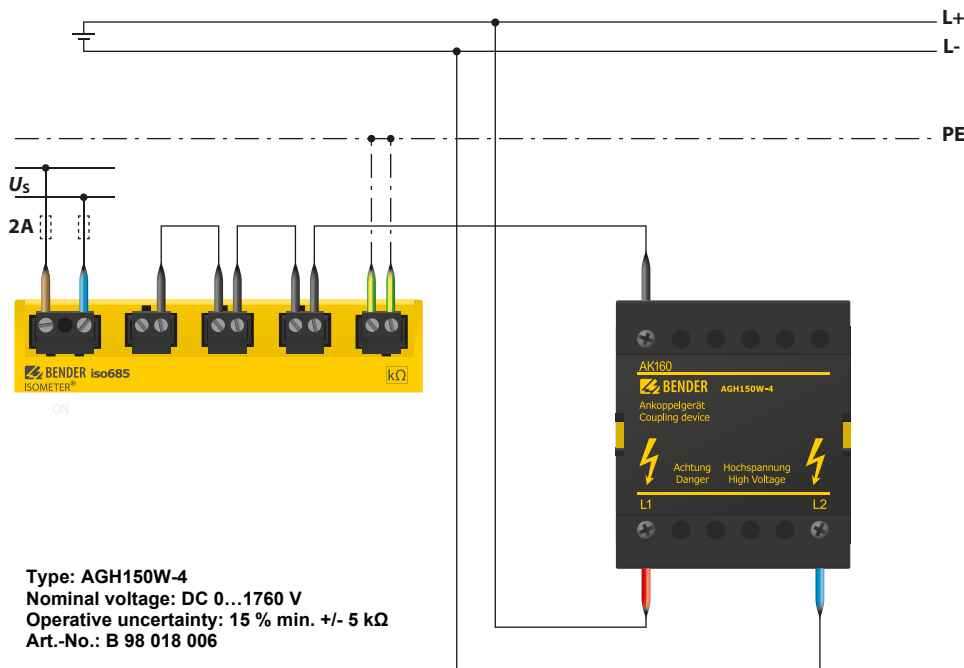 L+
L-
PE
US
2A
BENDER iso685
ISOMETER®
kΩ
ON
AK160
BENDER AGH150W-4
Ankoppelgerät
Coupling device
Achtung Hochspannung
Danger High Voltage
L1 L2
Type: AGH150W-4
Nominal voltage: DC 0…1760 V
Operative uncertainty: 15 % min. +/- 5 kΩ
Art.-No.: B 98 018 006